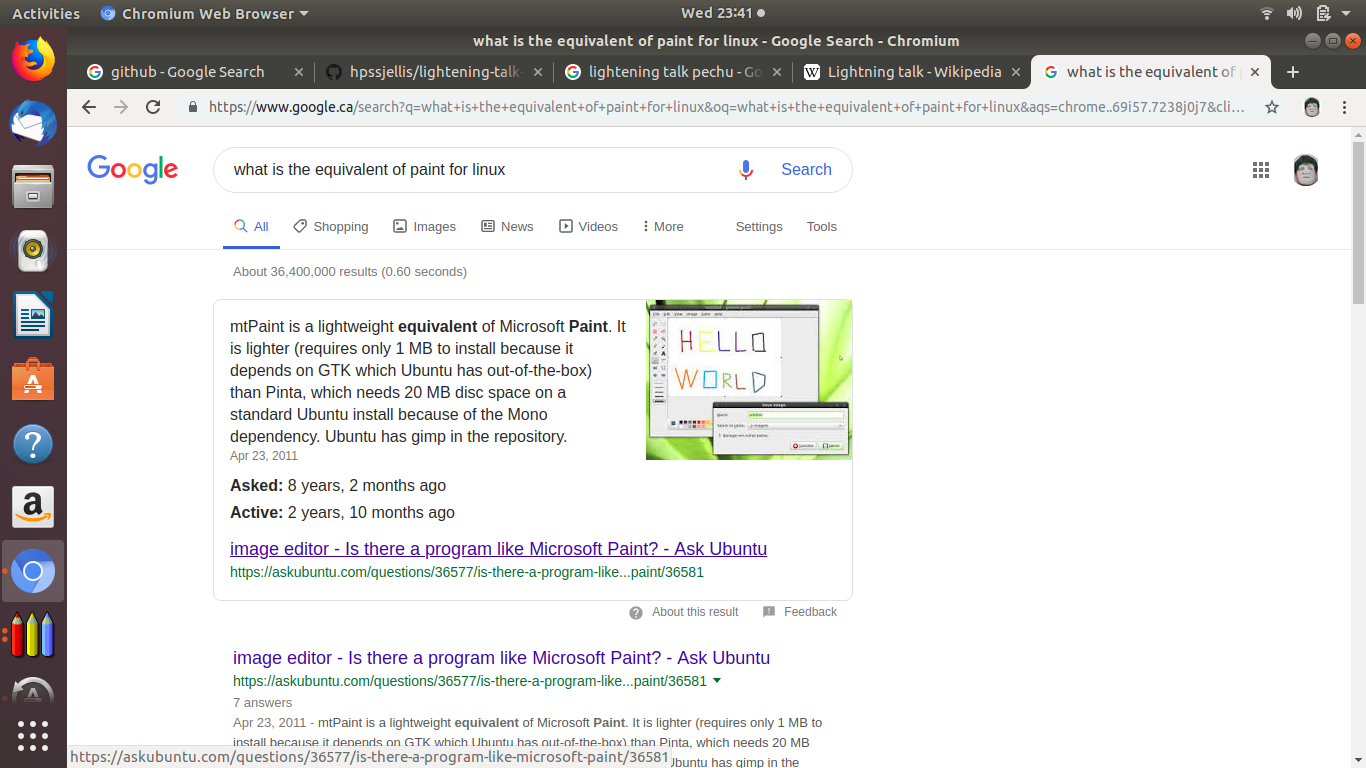 Activities
Chromium Web Browser
Wed 23:41
what is the equivalent of paint for linux - Google Search - Chromium
github - Google Search
hpssjellis/lightening-talk-
lightening talk pechu - Go
Lightning talk - Wikipedia
what is the equivalent of
https://www.google.ca/search?q=what+is+the+equivalent+of+paint+for+linux&oq=what+is+the+equivalent+of+paint+for+linux&aqs=chrome..69i57.7238j0j7&cli...
Google
what is the equivalent of paint for linux
Search
All Shopping Images News Videos More Settings Tools
About 36,400,000 results (0.60 seconds)
mtPaint is a lightweight equivalent of Microsoft Paint. It
is lighter (requires only 1 MB to install because it
depends on GTK which Ubuntu has out-of-the-box)
than Pinta, which needs 20 MB disc space on a
standard Ubuntu install because of the Mono
dependency. Ubuntu has gimp in the repository.
Apr 23, 2011
HELLO
WORLD
Asked: 8 years, 2 months ago
Active: 2 years, 10 months ago
image editor - Is there a program like Microsoft Paint? - Ask Ubuntu
https://askubuntu.com/questions/36577/is-there-a-program-like...paint/36581
About this result Feedback
image editor - Is there a program like Microsoft Paint? - Ask Ubuntu
https://askubuntu.com/questions/36577/is-there-a-program-like...paint/36581
7 answers
Apr 23, 2011 - mtPaint is a lightweight equivalent of Microsoft Paint. It is lighter (requires only 1 MB to
install because it depends on GTK which Ubuntu has out-of-the-box) than Pinta, which needs 20 MB
https://askubuntu.com/questions/36577/is-there-a-program-like-microsoft-paint/36581
Ubuntu has gimp in the